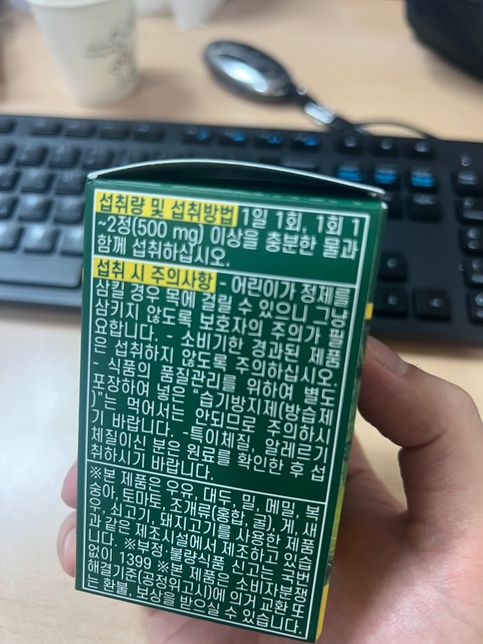 섭취량 및 섭취방법 1일 1회, 1회 1
~2정(500 mg) 이상을 충분한 물과
함께 섭취하십시오.
섭취 시 주의사항 - 어린이가 정제를
삼킬 경우 목에 걸릴 수 있으니 그냥
삼키지 않도록 보호자의 주의가 필
요합니다. - 소비기한 경과된 제품
은 섭취하지 않도록 주의하십시오.
- 식품의 품질관리를 위하여 별도
포장하여 넣은 “습기방지제(방습제
)”는 먹어서는 안되므로 주의하시
기 바랍니다. -특이체질, 알레르기
체질이신 분은 원료를 확인한 후 섭
취하시기 바랍니다.
※본 제품은 우유, 대두, 밀, 메밀, 복
숭아, 토마토, 조개류(홍합, 굴), 게, 새
우, 쇠고기, 돼지고기를 사용한 제품
과 같은 제조시설에서 제조하고 있습
니다. ※부정·불량식품 신고는 국번
없이 1399 ※본 제품은 소비자분쟁
해결기준(공정위고시)에 의거 교환 또
는 환불, 보상을 받으실 수 있습니다.